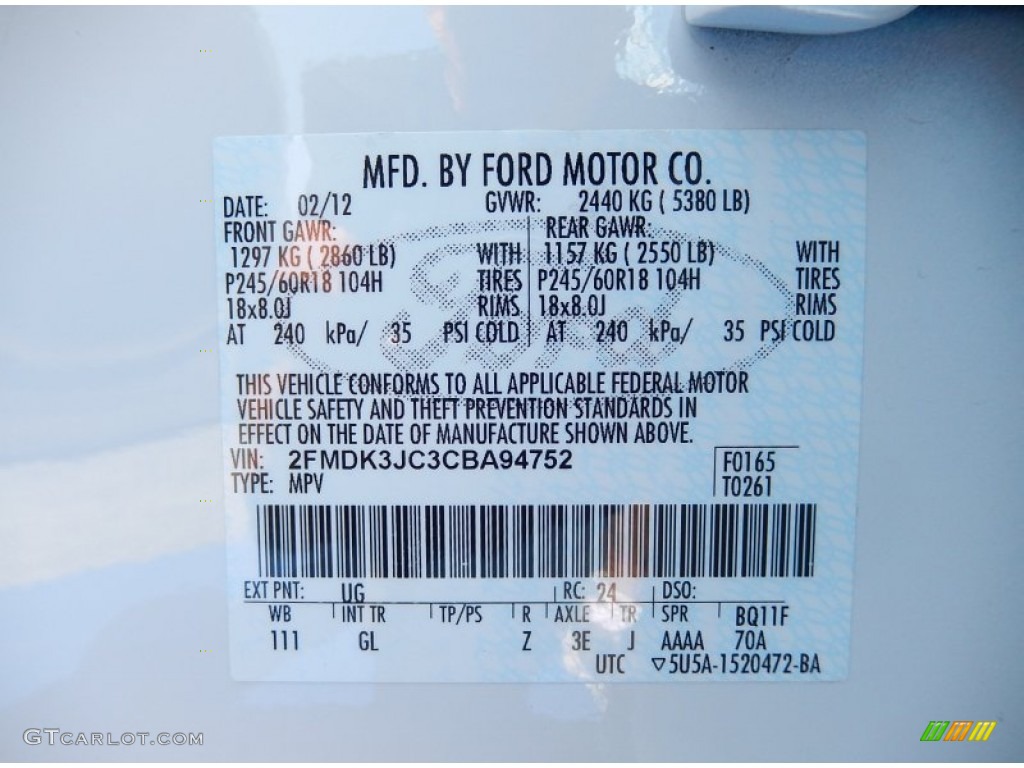 MFD. BY FORD MOTOR CO.
DATE: 02/12 GVWR: 2440 KG ( 5380 LB)
FRONT GAWR: REAR GAWR:
1297 KG ( 2860 LB) WITH 1157 KG ( 2550 LB) WITH
P245/60R18 104H TIRES P245/60R18 104H TIRES
18x8.0J RIMS 18x8.0J RIMS
AT 240 kPa/ 35 PSI COLD AT 240 kPa/ 35 PSI COLD
Ford
THIS VEHICLE CONFORMS TO ALL APPLICABLE FEDERAL MOTOR
VEHICLE SAFETY AND THEFT PREVENTION STANDARDS IN
EFFECT ON THE DATE OF MANUFACTURE SHOWN ABOVE.
VIN: 2FMDK3JC3CBA94752 F0165
TYPE: MPV T0261
EXT PNT: UG RC: 24 DSO:
WB INT TR TP/PS R AXLE TR SPR BQ11F
111 GL Z 3E J AAAA 70A
UTC ▽5U5A-1520472-BA
GTCARLOT.COM